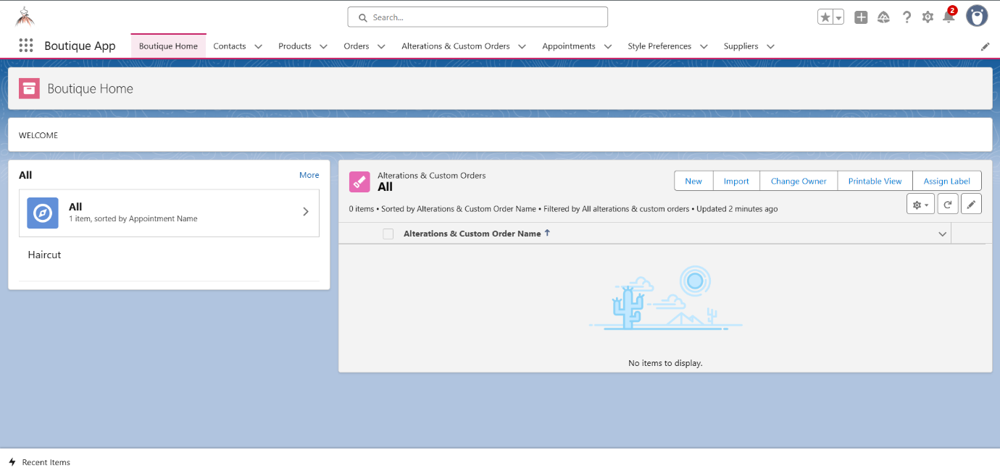 Search...
2
Boutique App
Boutique Home Contacts Products Orders Alterations & Custom Orders Appointments Style Preferences Suppliers
Boutique Home
WELCOME
All
More
All
1 item, sorted by Appointment Name
Haircut
Alterations & Custom Orders
All
New Import Change Owner Printable View Assign Label
0 items • Sorted by Alterations & Custom Order Name • Filtered by All alterations & custom orders • Updated 2 minutes ago
Alterations & Custom Order Name ↑
No items to display.
Recent Items